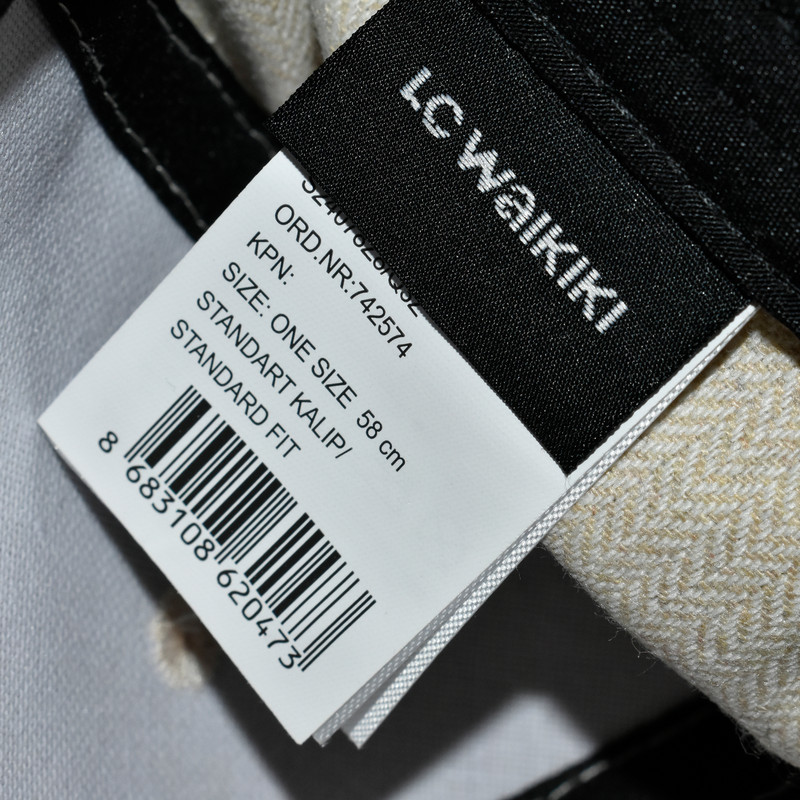 LC WAIKIKI
ORD.NR:742574
KPN:
SIZE: ONE SIZE 58 cm
STANDART KALIP/
STANDARD FIT
8 683108 620473